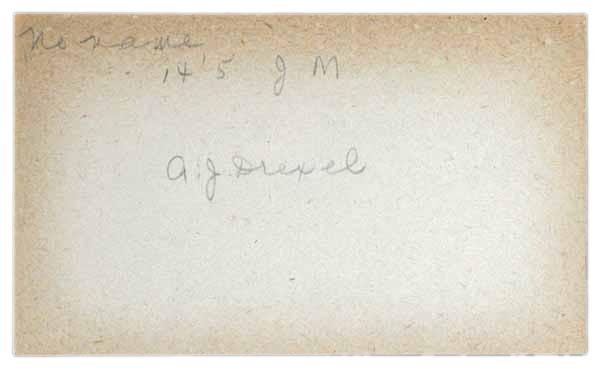 No name
14'5 J M
A. J. Drexel